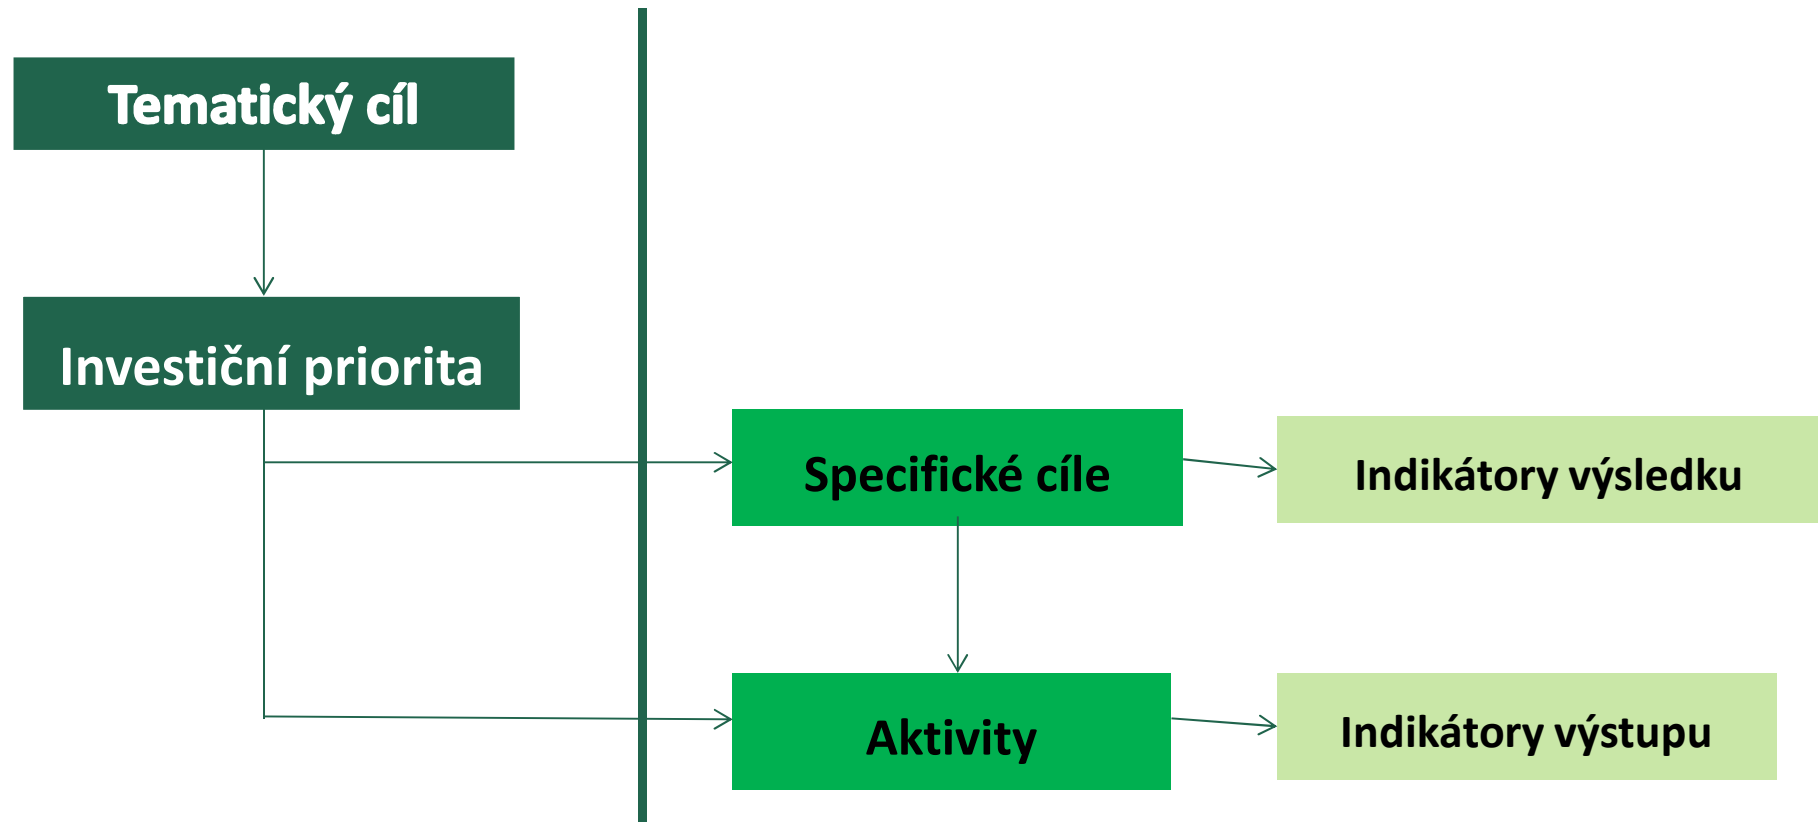 Tematický cíl
Investiční priorita
Specifické cíle
Indikátory výsledku
Aktivity
Indikátory výstupu